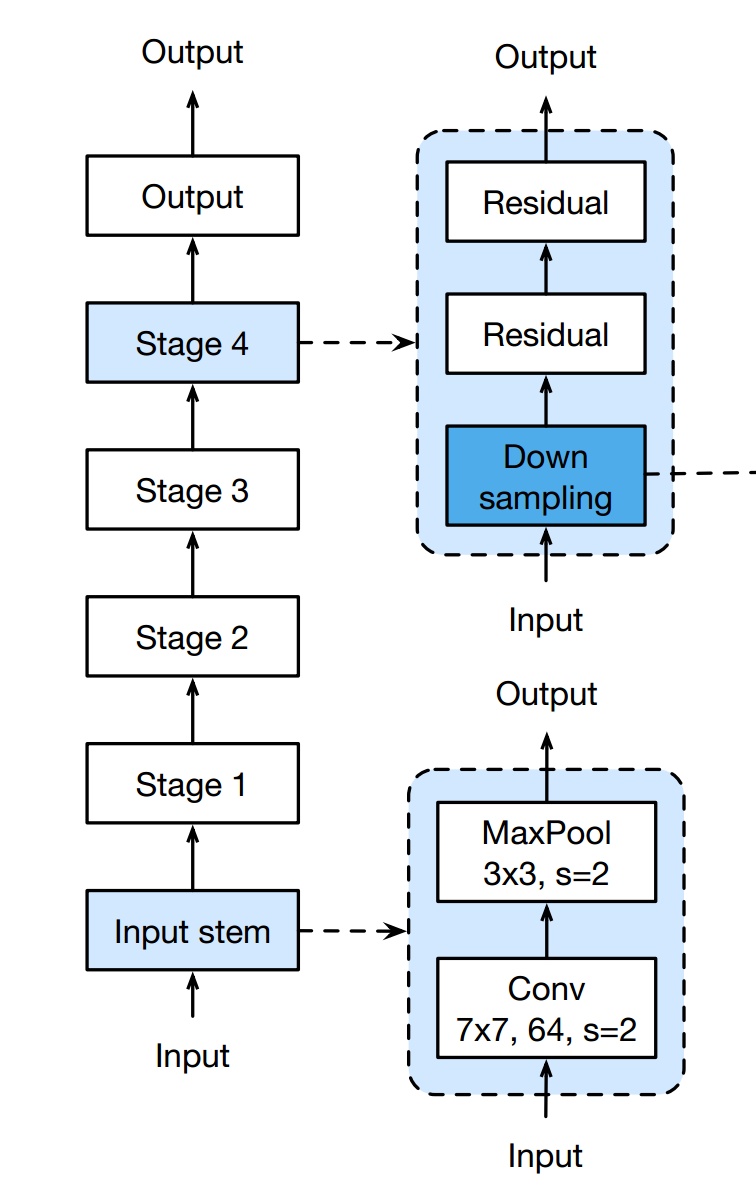 Output
Output
Stage 4
Stage 3
Stage 2
Stage 1
Input stem
Input
Output
Residual
Residual
Down
sampling
Input
Output
MaxPool
3x3, s=2
Conv
7x7, 64, s=2
Input